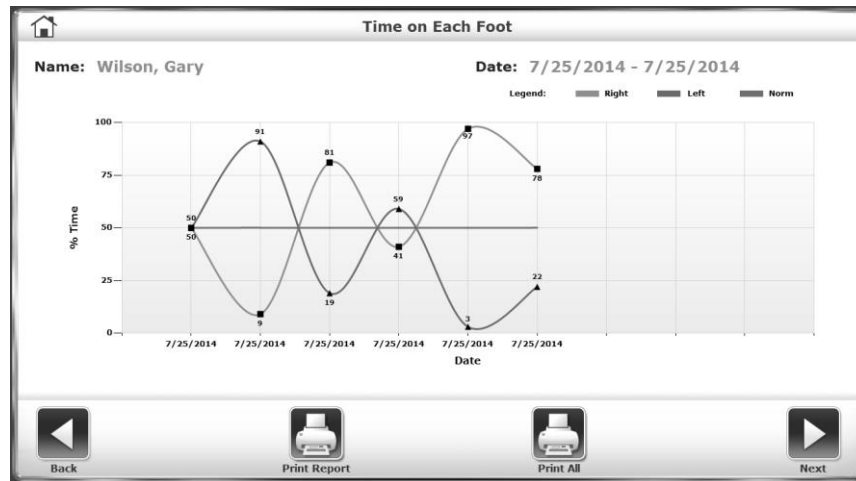 Time on Each Foot
Name: Wilson, Gary
Date: 7/25/2014 - 7/25/2014
Legend: Right Left Norm
100
75
50
25
0
% Time
50
50
91
9
81
19
59
41
97
3
78
22
7/25/2014 7/25/2014 7/25/2014 7/25/2014 7/25/2014 7/25/2014
Date
Back
Print Report
Print All
Next